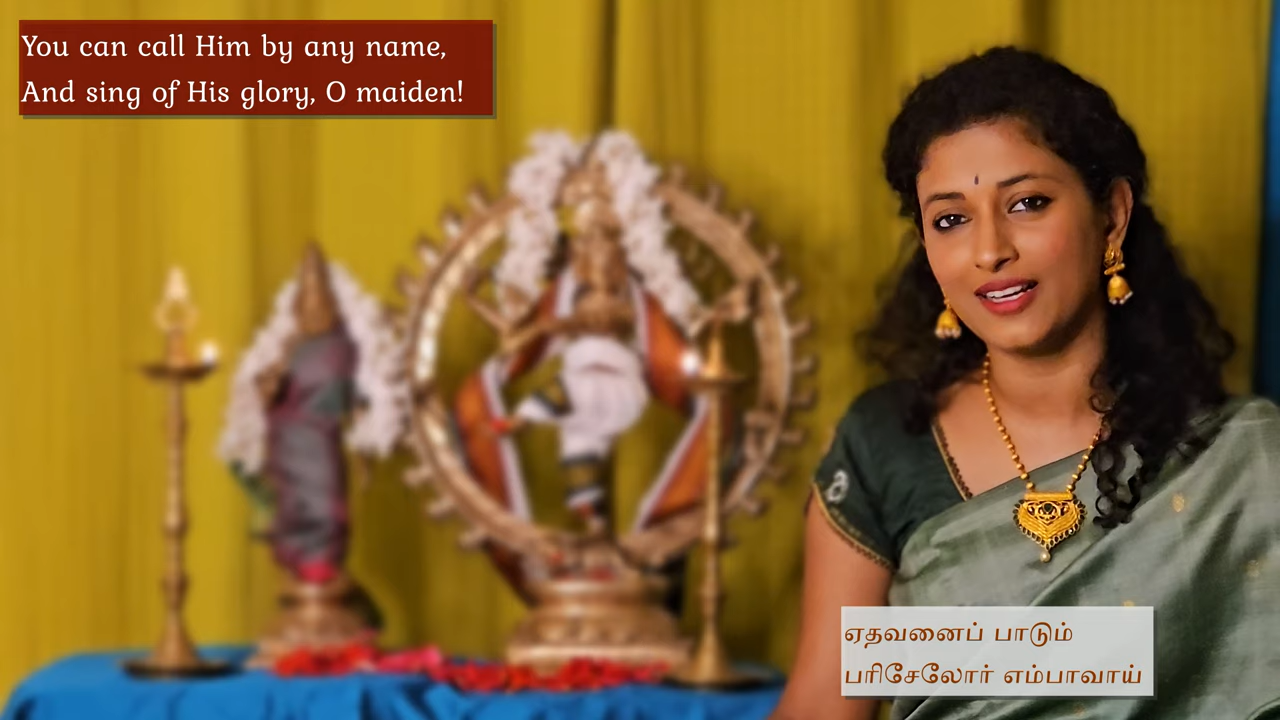 You can call Him by any name,
And sing of His glory, O maiden!
ஏதவனைப் பாடும்
பரிசேலோர் எம்பாவாய்